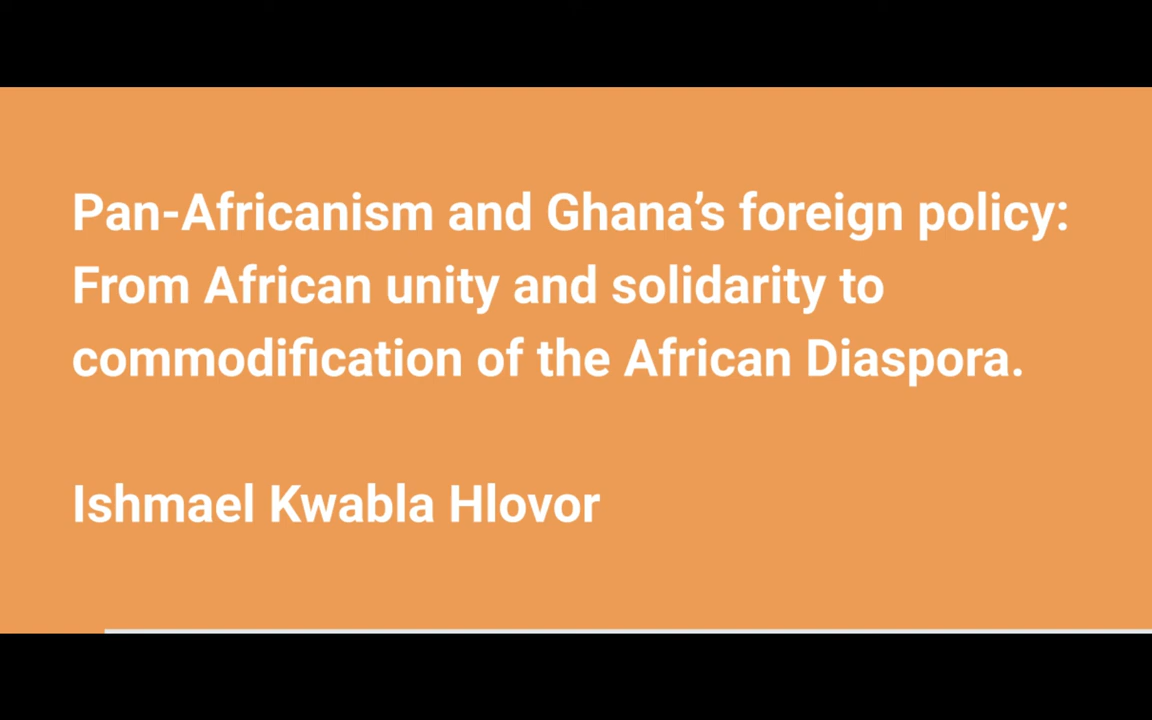 Pan-Africanism and Ghana’s foreign policy:
From African unity and solidarity to
commodification of the African Diaspora.
Ishmael Kwabla Hlovor